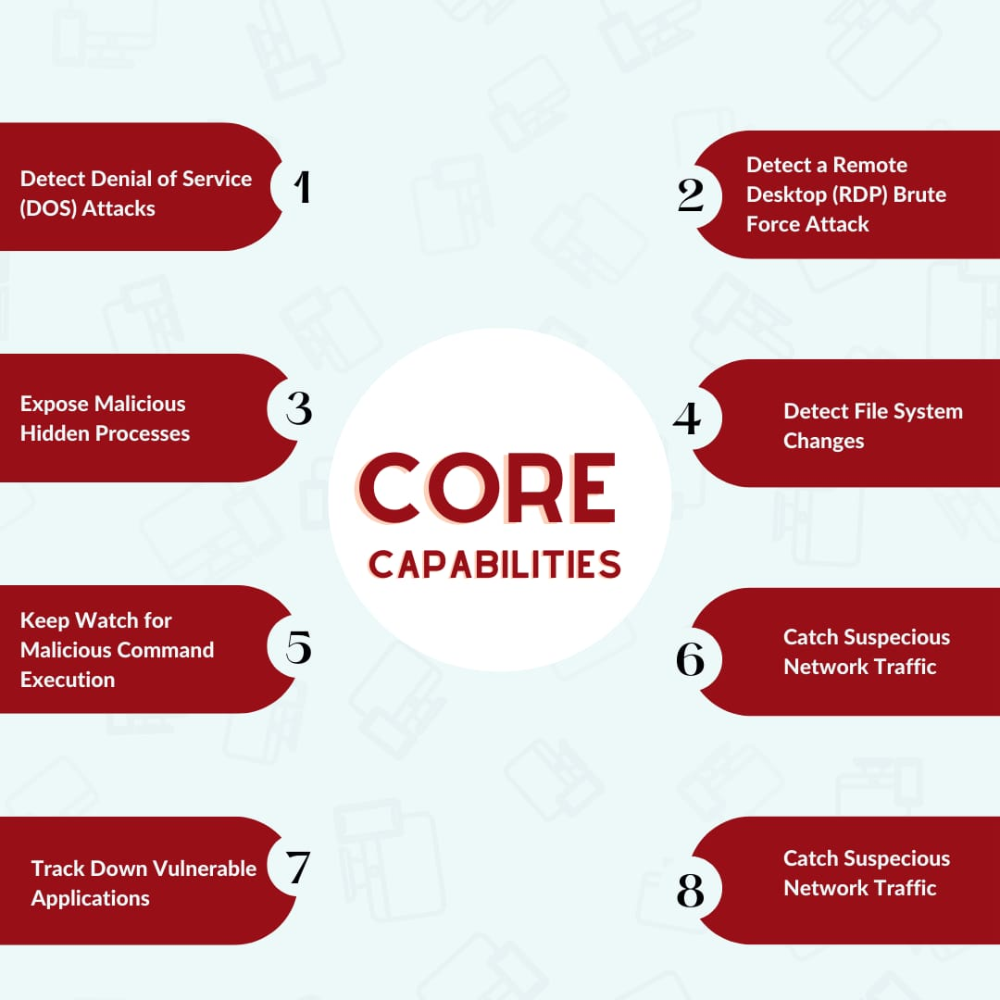 Detect Denial of Service
(DOS) Attacks
1
2
Detect a Remote
Desktop (RDP) Brute
Force Attack
Expose Malicious
Hidden Processes
3
4
Detect File System
Changes
CORE
CAPABILITIES
Keep Watch for
Malicious Command
Execution
5
6
Catch Suspecious
Network Traffic
Track Down Vulnerable
Applications
7
8
Catch Suspecious
Network Traffic